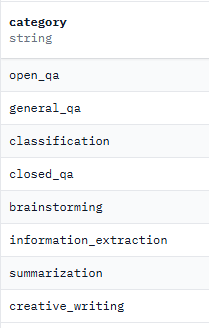 category
string
open_qa
general_qa
classification
closed_qa
brainstorming
information_extraction
summarization
creative_writing